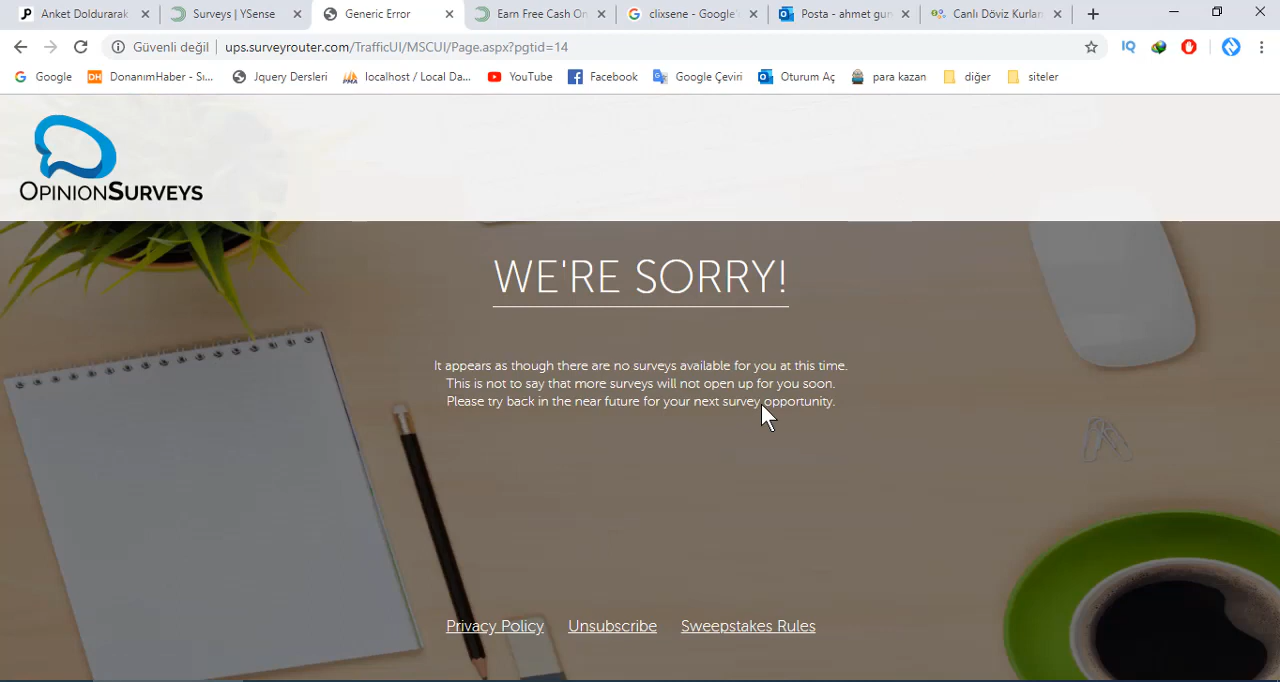 Anket Doldurarak
Surveys | YSense
Generic Error
Earn Free Cash On
clixsene - Google'
Posta - ahmet gun
Canlı Döviz Kurlar
Güvenli değil
ups.surveyrouter.com/TrafficUI/MSCUI/Page.aspx?pgtid=14
IQ
Google
DH DonanımHaber - Sı...
Jquery Dersleri
PMA localhost / Local Da...
YouTube
Facebook
Google Çeviri
Oturum Aç
para kazan
diğer
siteler
OPINIONSURVEYS
WE'RE SORRY!
It appears as though there are no surveys available for you at this time.
This is not to say that more surveys will not open up for you soon.
Please try back in the near future for your next survey opportunity.
Privacy Policy Unsubscribe Sweepstakes Rules